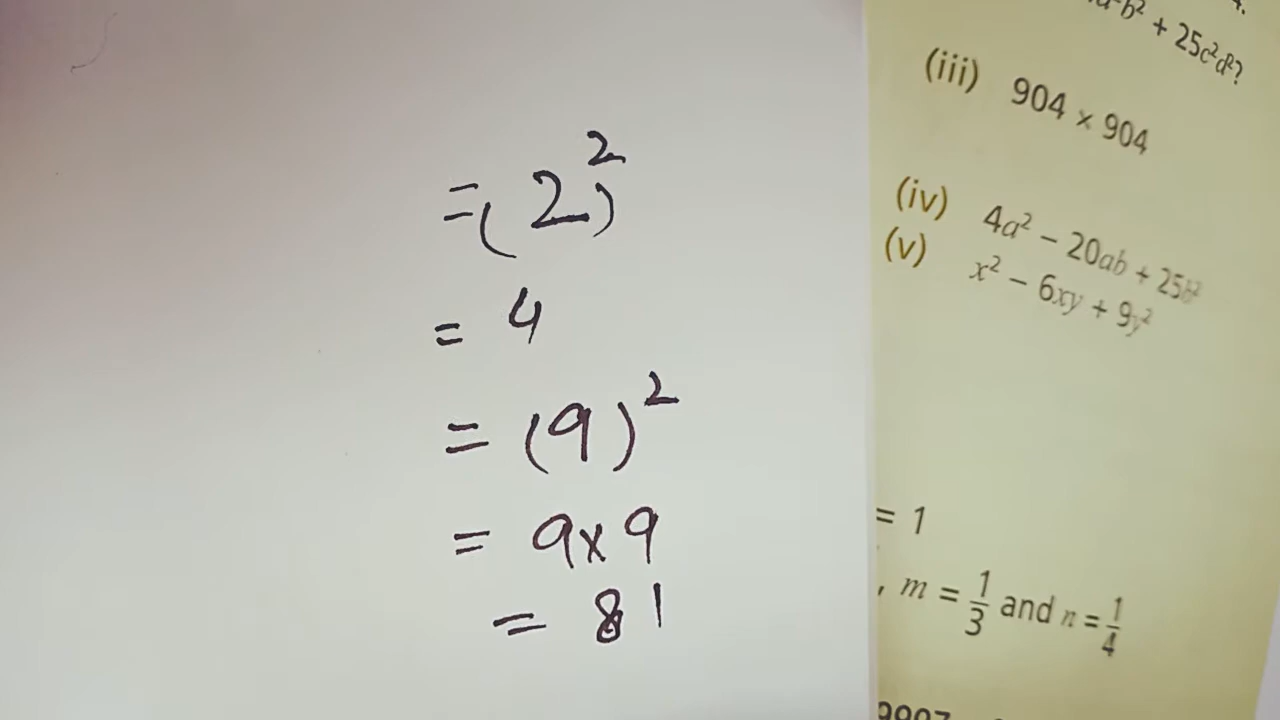 = (2)²
= 4
= (9)²
= 9 x 9
= 81
b² + 25c²d²?
(iii) 904 × 904
(iv) 4a² − 20ab + 25b²
(v) x² − 6xy + 9y²
= 1
, m = 1/3 and n = 1/4